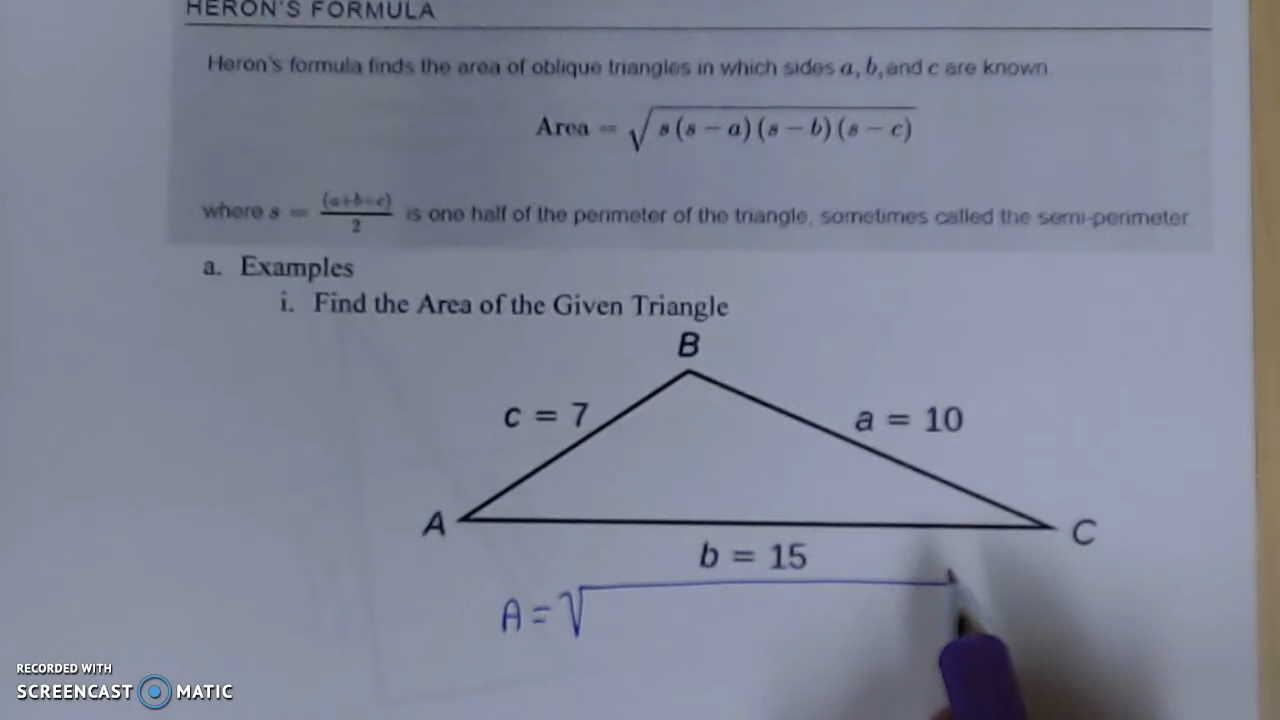 HERON'S FORMULA
Heron's formula finds the area of oblique triangles in which sides a, b, and c are known
Area = √s(s − a)(s − b)(s − c)
where s = (a+b+c)/2 is one half of the perimeter of the triangle, sometimes called the semi-perimeter
a. Examples
i. Find the Area of the Given Triangle
B
c = 7
a = 10
A
C
b = 15
A = √
RECORDED WITH
SCREENCAST MATIC